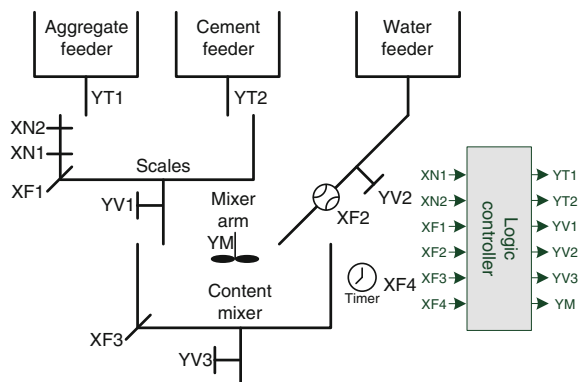 Aggregate
feeder
Cement
feeder
Water
feeder
YT1
YT2
XN2
XN1
XF1
Scales
YV1
Mixer
arm
YM
XF2
YV2
Content
mixer
XF3
YV3
Timer
XF4
XN1
XN2
XF1
XF2
XF3
XF4
Logic
controller
YT1
YT2
YV1
YV2
YV3
YM